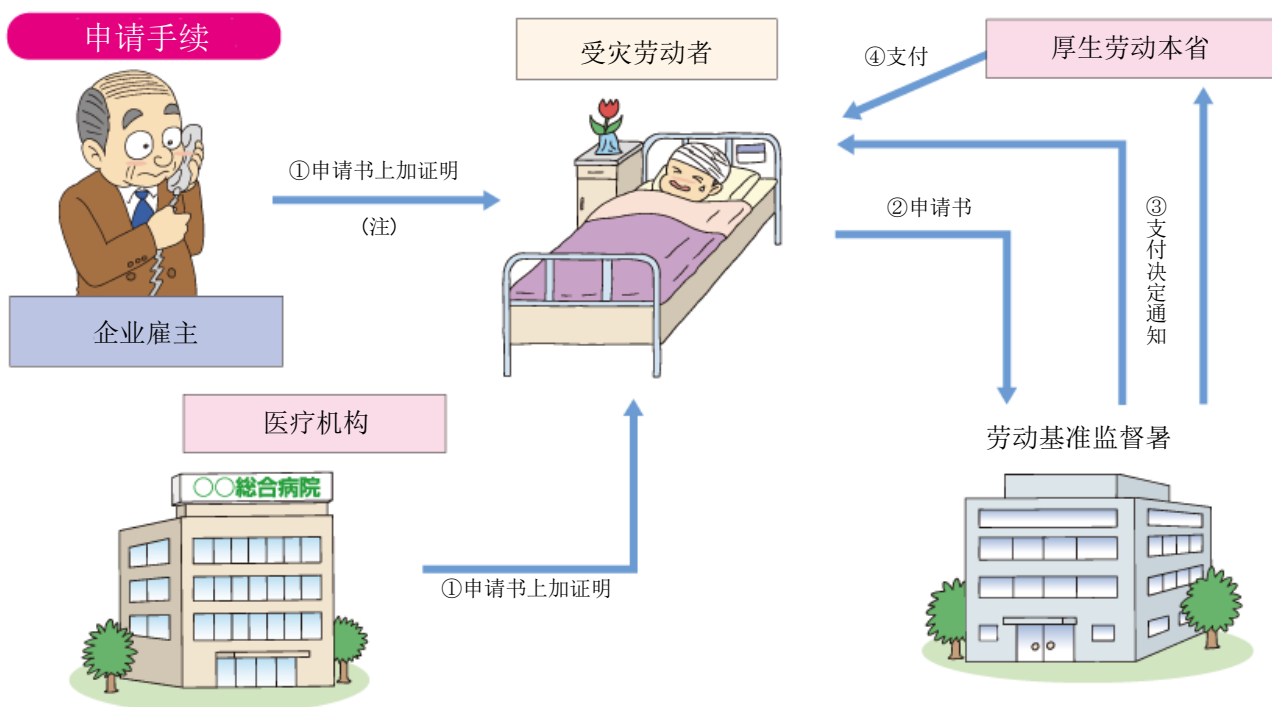 申请手续
受灾劳动者
④支付
厚生劳动本省
①申请书上加证明
(注)
②申请书
③支付决定通知
企业雇主
医疗机构
劳动基准监督署
〇〇総合病院
①申请书上加证明